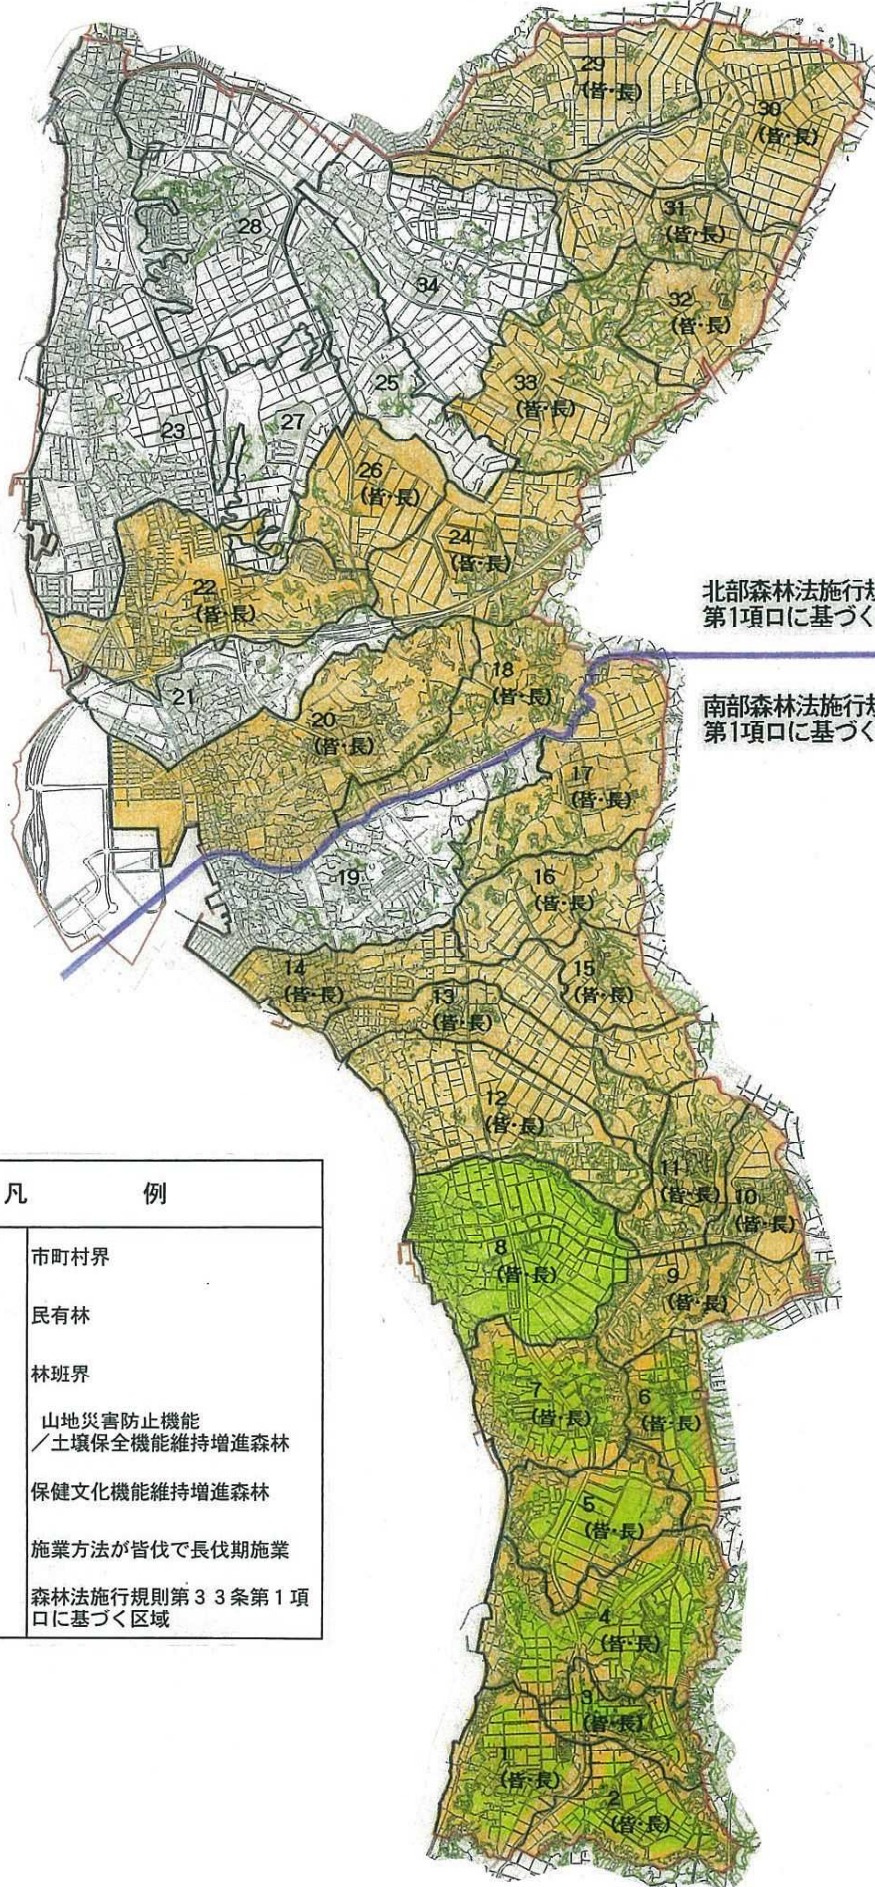 29
(皆・長)
30
(皆・長)
28
31
(皆・長)
34
32
(皆・長)
25
33
(皆・長)
23
27
26
(皆・長)
24
(皆・長)
22
(皆・長)
北部森林法施行規
第1項ロに基づく
18
(皆・長)
21
20
(皆・長)
南部森林法施行規
第1項ロに基づく
17
(皆・長)
19
16
(皆・長)
14
(皆・長)
15
(皆・長)
13
(皆・長)
12
(皆・長)
11
(皆・長)
10
(皆・長)
8
(皆・長)
9
(皆・長)
7
(皆・長)
6
(皆・長)
5
(皆・長)
4
(皆・長)
3
(皆・長)
1
(皆・長)
2
(皆・長)
凡 例
市町村界
民有林
林班界
山地災害防止機能
／土壌保全機能維持増進森林
保健文化機能維持増進森林
施業方法が皆伐で長伐期施業
森林法施行規則第33条第1項
ロに基づく区域